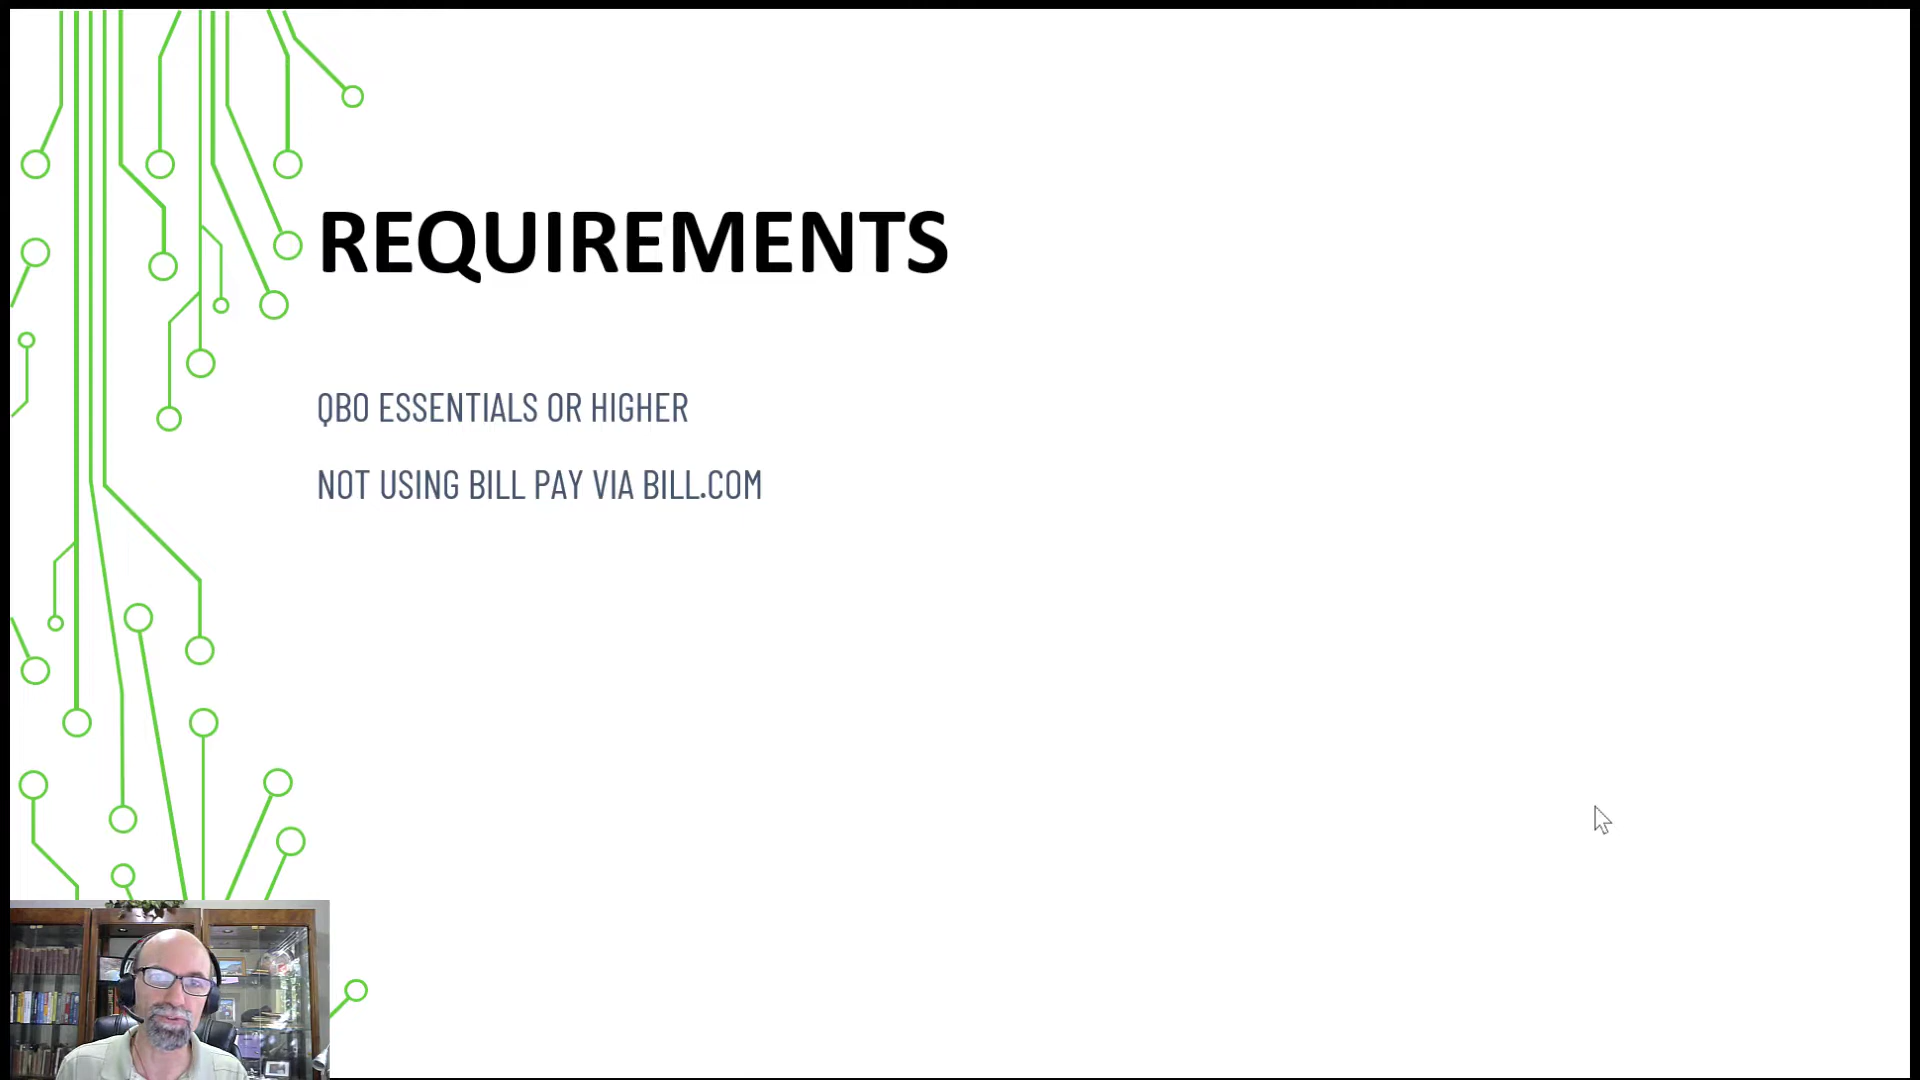 REQUIREMENTS
QBO ESSENTIALS OR HIGHER
NOT USING BILL PAY VIA BILL.COM